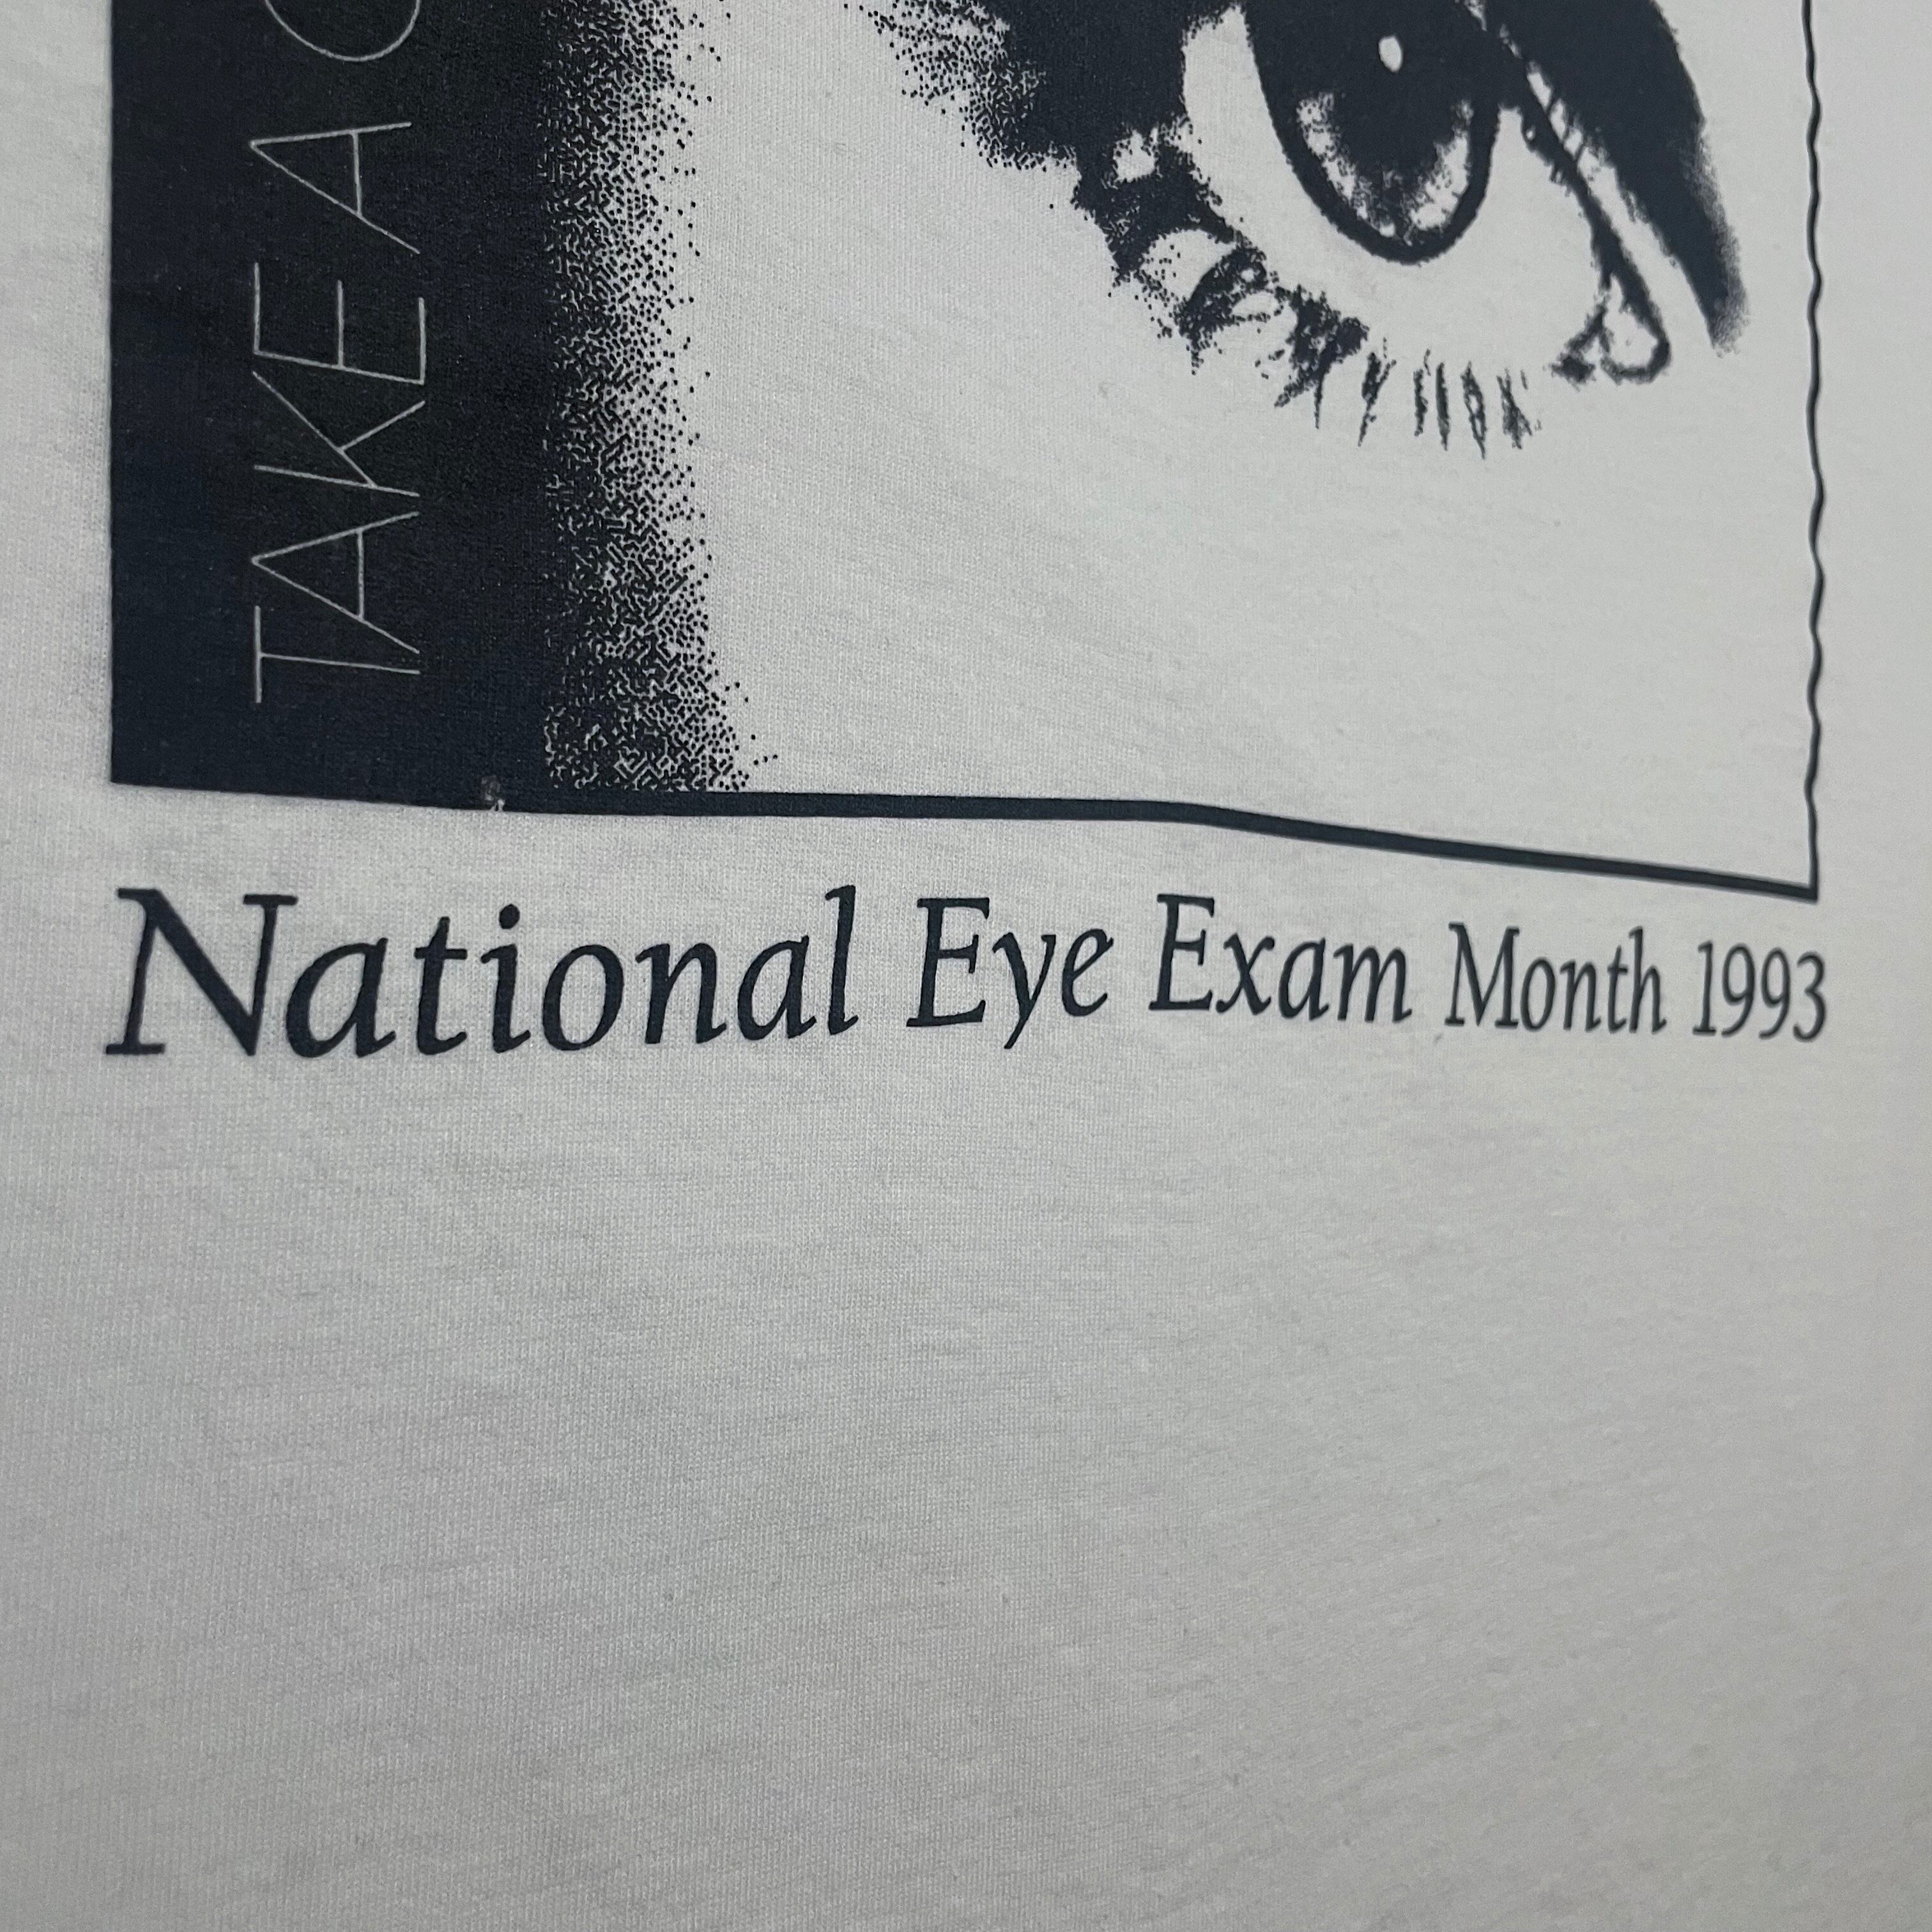 TAKE A
National Eye Exam Month 1993